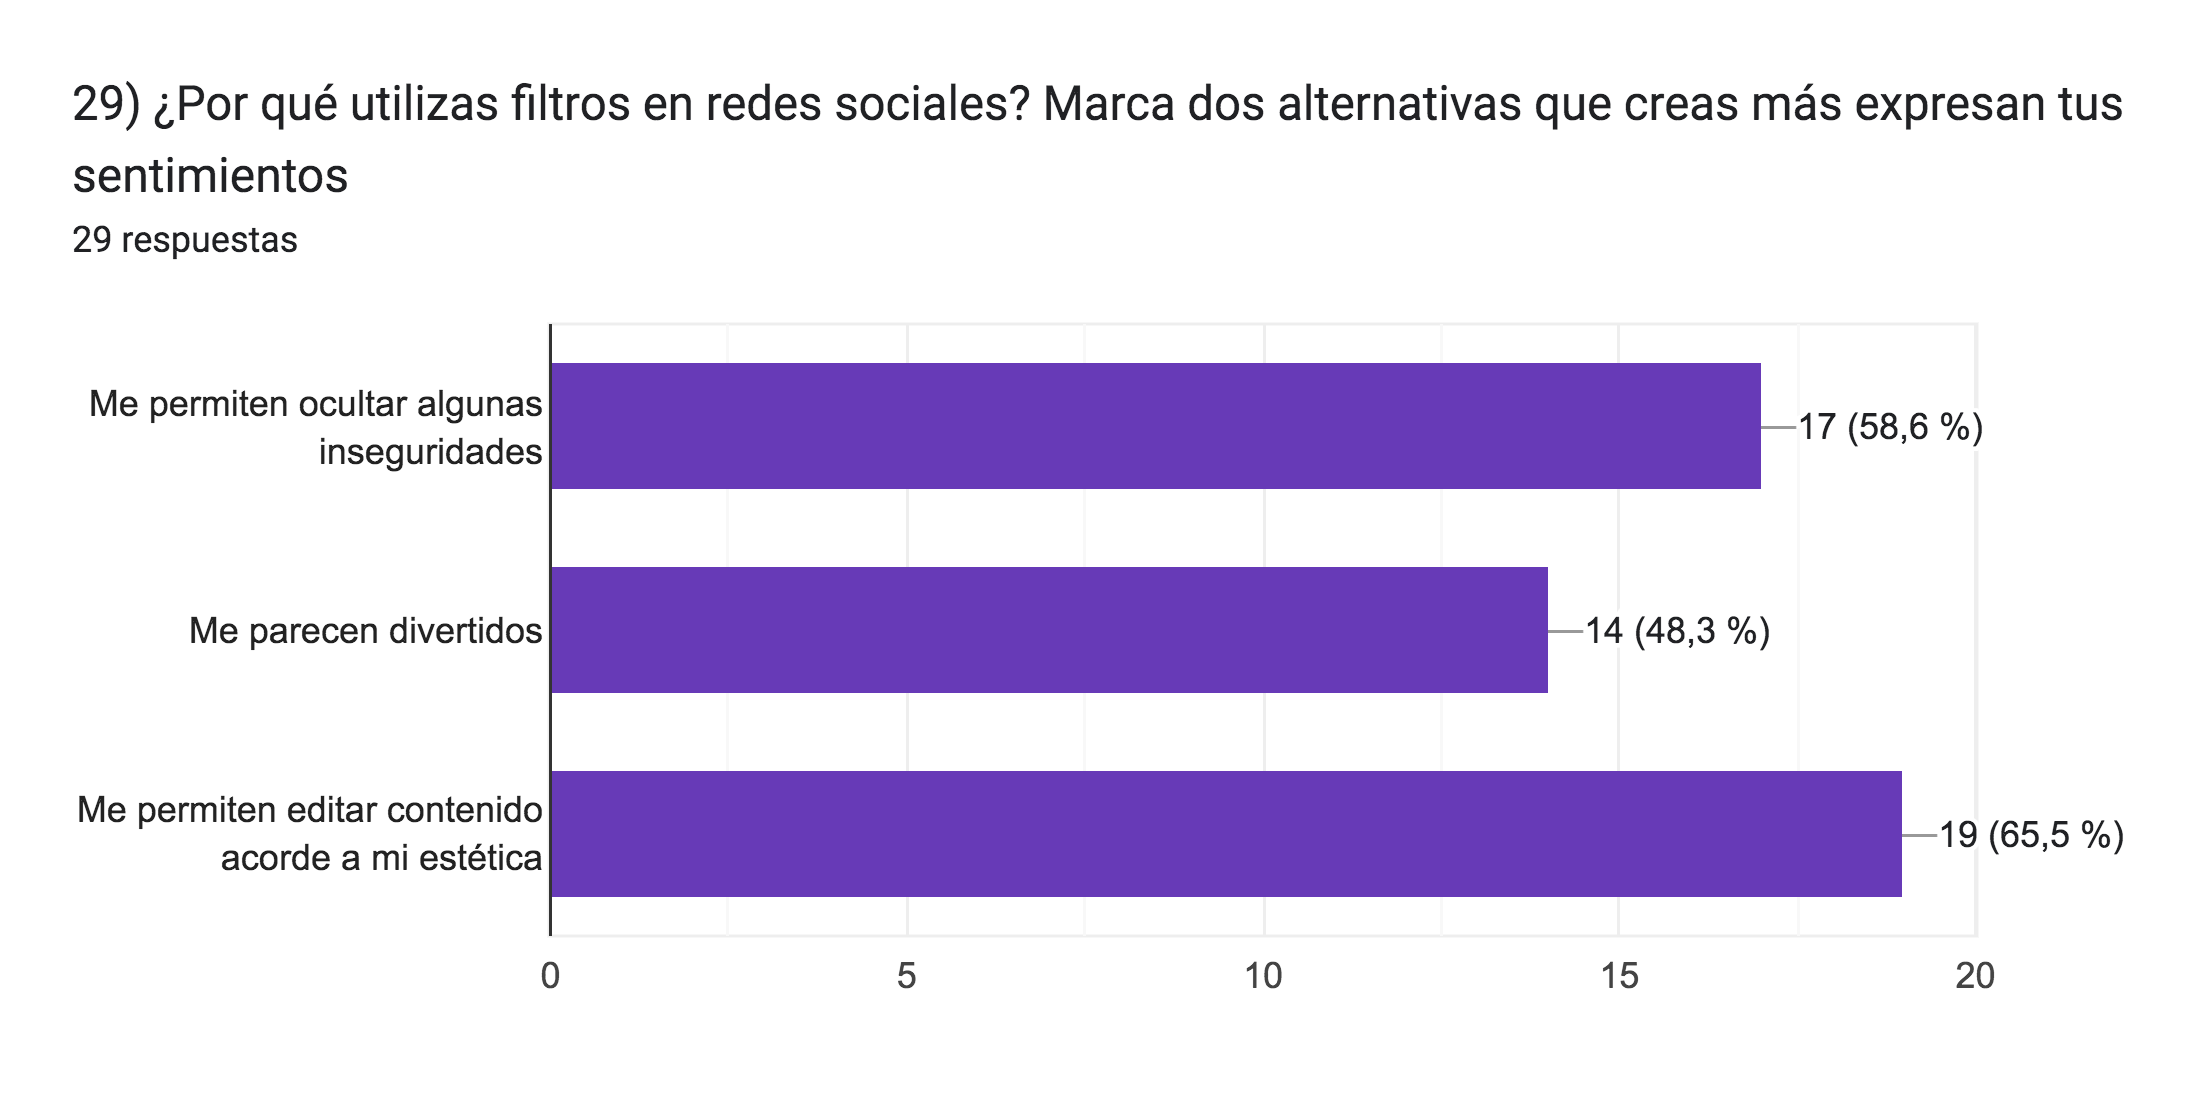 29) ¿Por qué utilizas filtros en redes sociales? Marca dos alternativas que creas más expresan tus
sentimientos
29 respuestas
Me permiten ocultar algunas
inseguridades
17 (58,6 %)
Me parecen divertidos
14 (48,3 %)
Me permiten editar contenido
acorde a mi estética
19 (65,5 %)
0 5 10 15 20